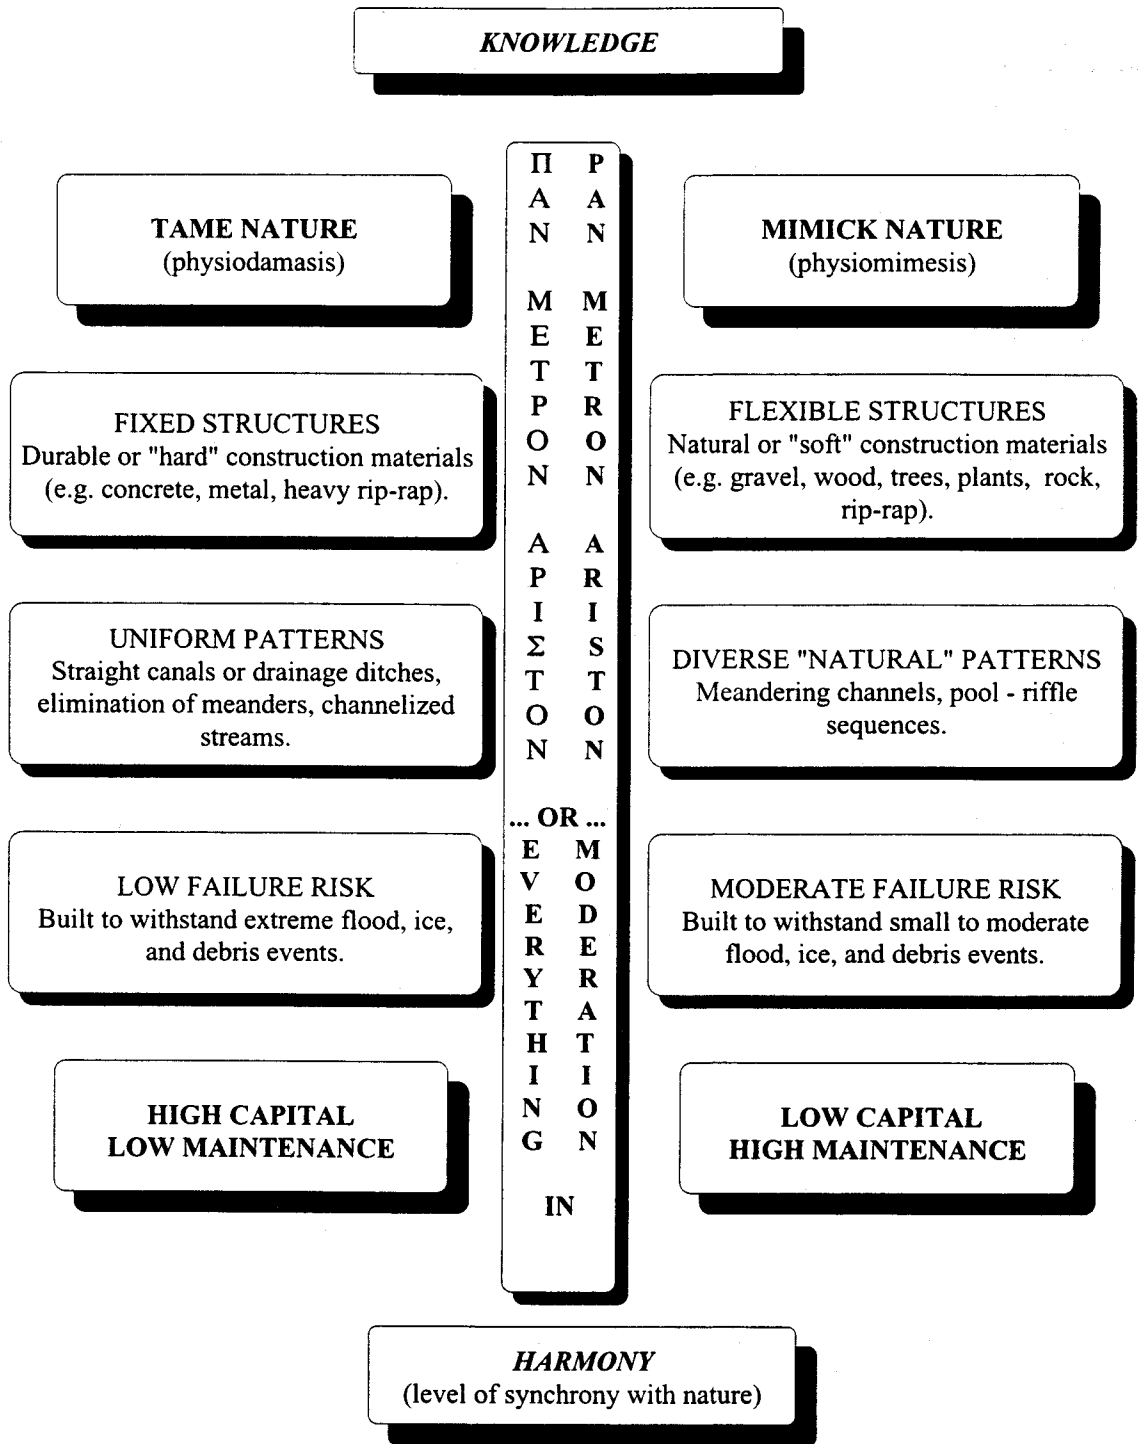 KNOWLEDGE
TAME NATURE
(physiodamasis)
FIXED STRUCTURES
Durable or "hard" construction materials
(e.g. concrete, metal, heavy rip-rap).
UNIFORM PATTERNS
Straight canals or drainage ditches,
elimination of meanders, channelized
streams.
LOW FAILURE RISK
Built to withstand extreme flood, ice,
and debris events.
HIGH CAPITAL
LOW MAINTENANCE
ΠΑΝ ΜΕΤΡΟΝ ΑΡΙΣΤΟΝ
PAN METRON ARISTON
... OR ...
EVERYTHING
IN
MODERATION
MIMICK NATURE
(physiomimesis)
FLEXIBLE STRUCTURES
Natural or "soft" construction materials
(e.g. gravel, wood, trees, plants, rock,
rip-rap).
DIVERSE "NATURAL" PATTERNS
Meandering channels, pool - riffle
sequences.
MODERATE FAILURE RISK
Built to withstand small to moderate
flood, ice, and debris events.
LOW CAPITAL
HIGH MAINTENANCE
HARMONY
(level of synchrony with nature)